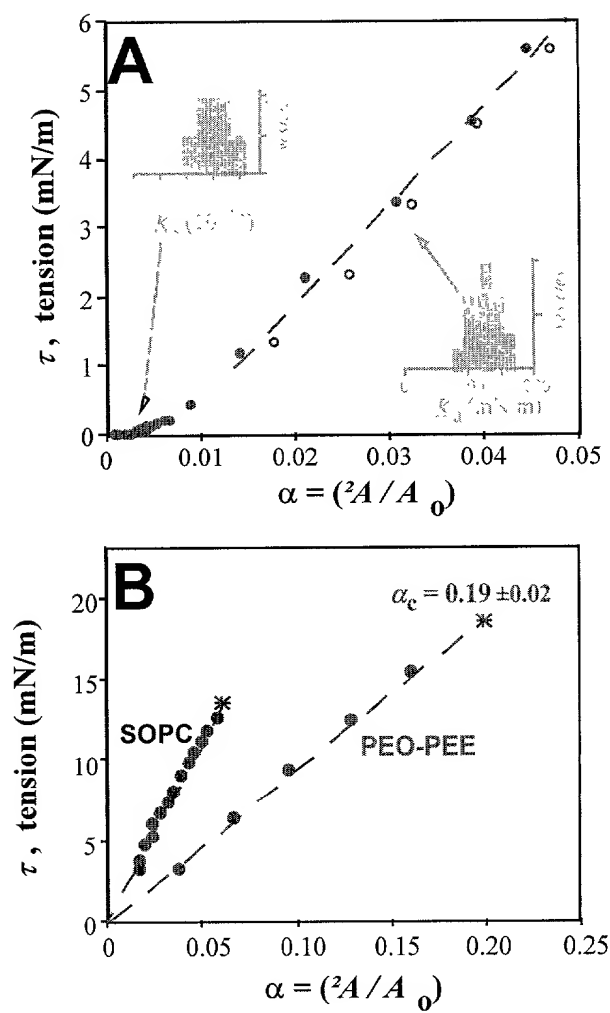 A
6
5
4
3
2
1
0
τ , tension (mN/m)
0
0.01
0.02
0.03
0.04
0.05
α = (²A / A o)
B
αc = 0.19 ±0.02
SOPC
PEO-PEE
20
15
10
5
0
τ , tension (mN/m)
0
0.05
0.10
0.15
0.20
0.25
α = (²A / A o)